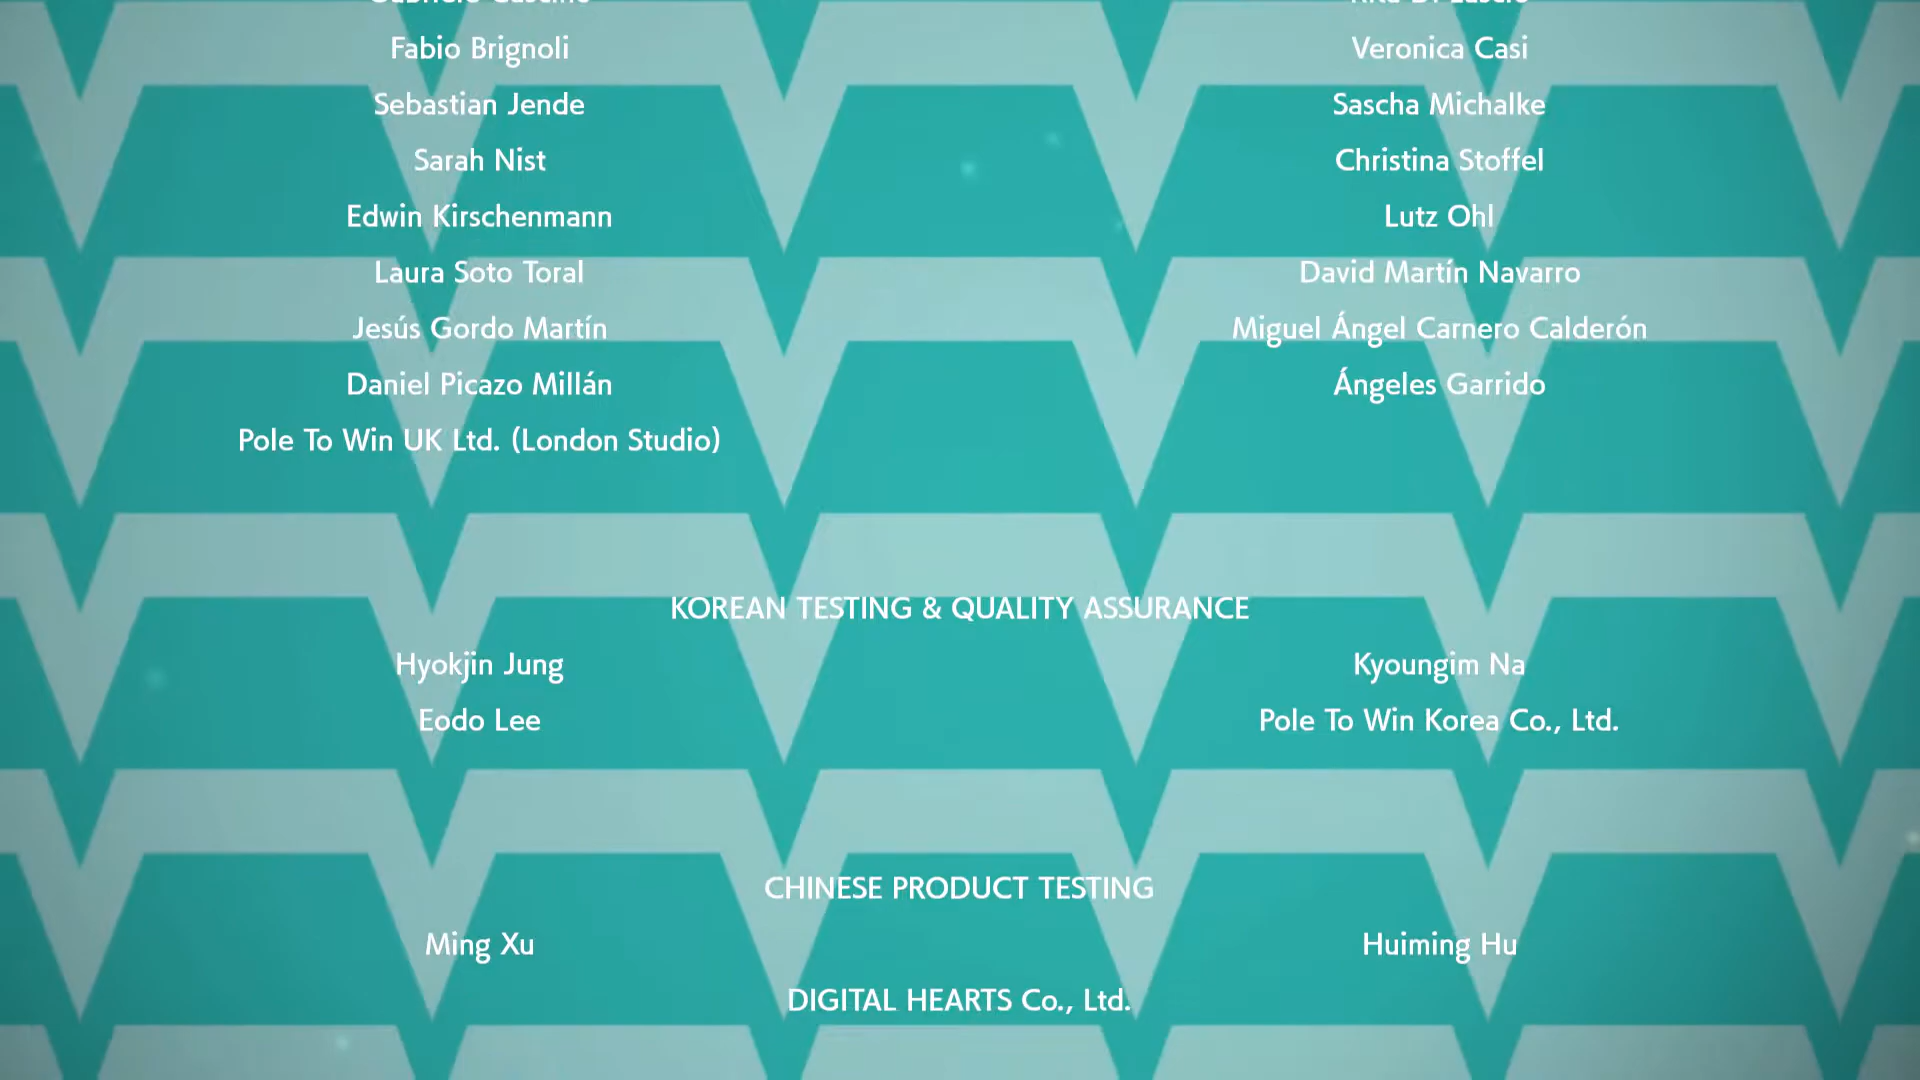 Fabio Brignoli Veronica Casi
Sebastian Jende Sascha Michalke
Sarah Nist Christina Stoffel
Edwin Kirschenmann Lutz Ohl
Laura Soto Toral David Martín Navarro
Jesús Gordo Martín Miguel Ángel Carnero Calderón
Daniel Picazo Millán Ángeles Garrido
Pole To Win UK Ltd. (London Studio)
KOREAN TESTING & QUALITY ASSURANCE
Hyokjin Jung Kyoungim Na
Eodo Lee Pole To Win Korea Co., Ltd.
CHINESE PRODUCT TESTING
Ming Xu Huiming Hu
DIGITAL HEARTS Co., Ltd.